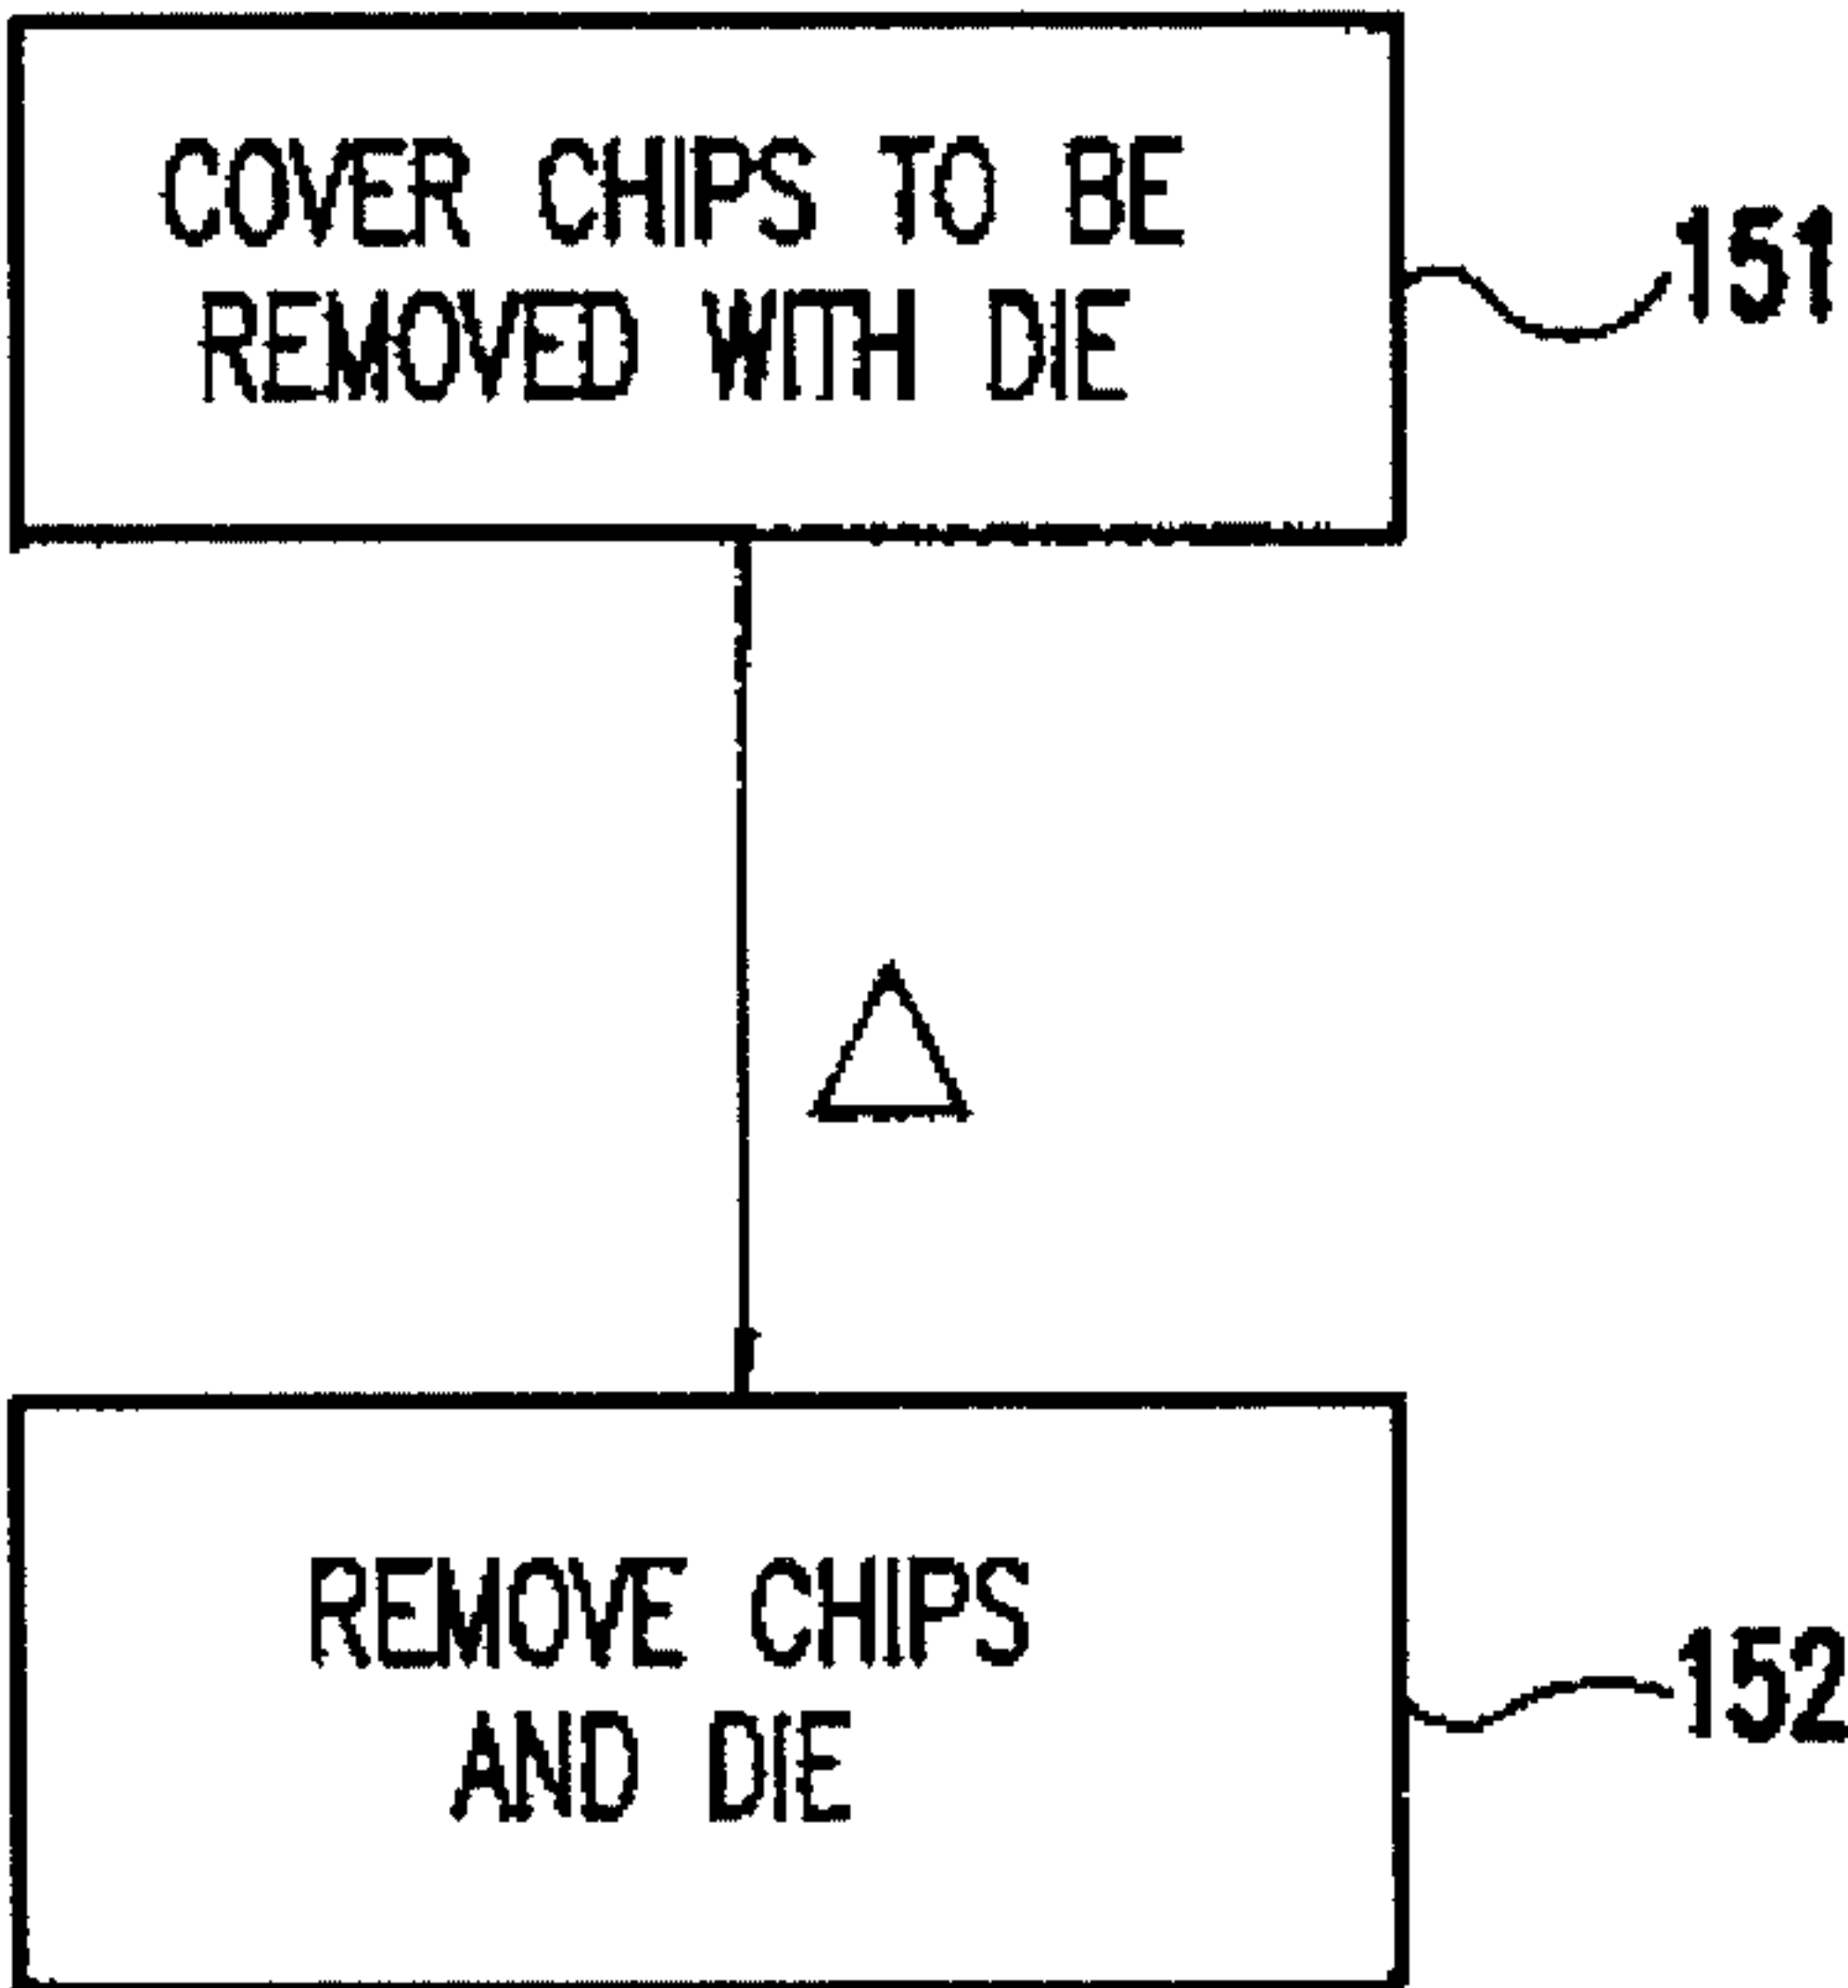 COVER CHIPS TO BE
REMOVED WITH DIE
151
Δ
REMOVE CHIPS
AND DIE
152